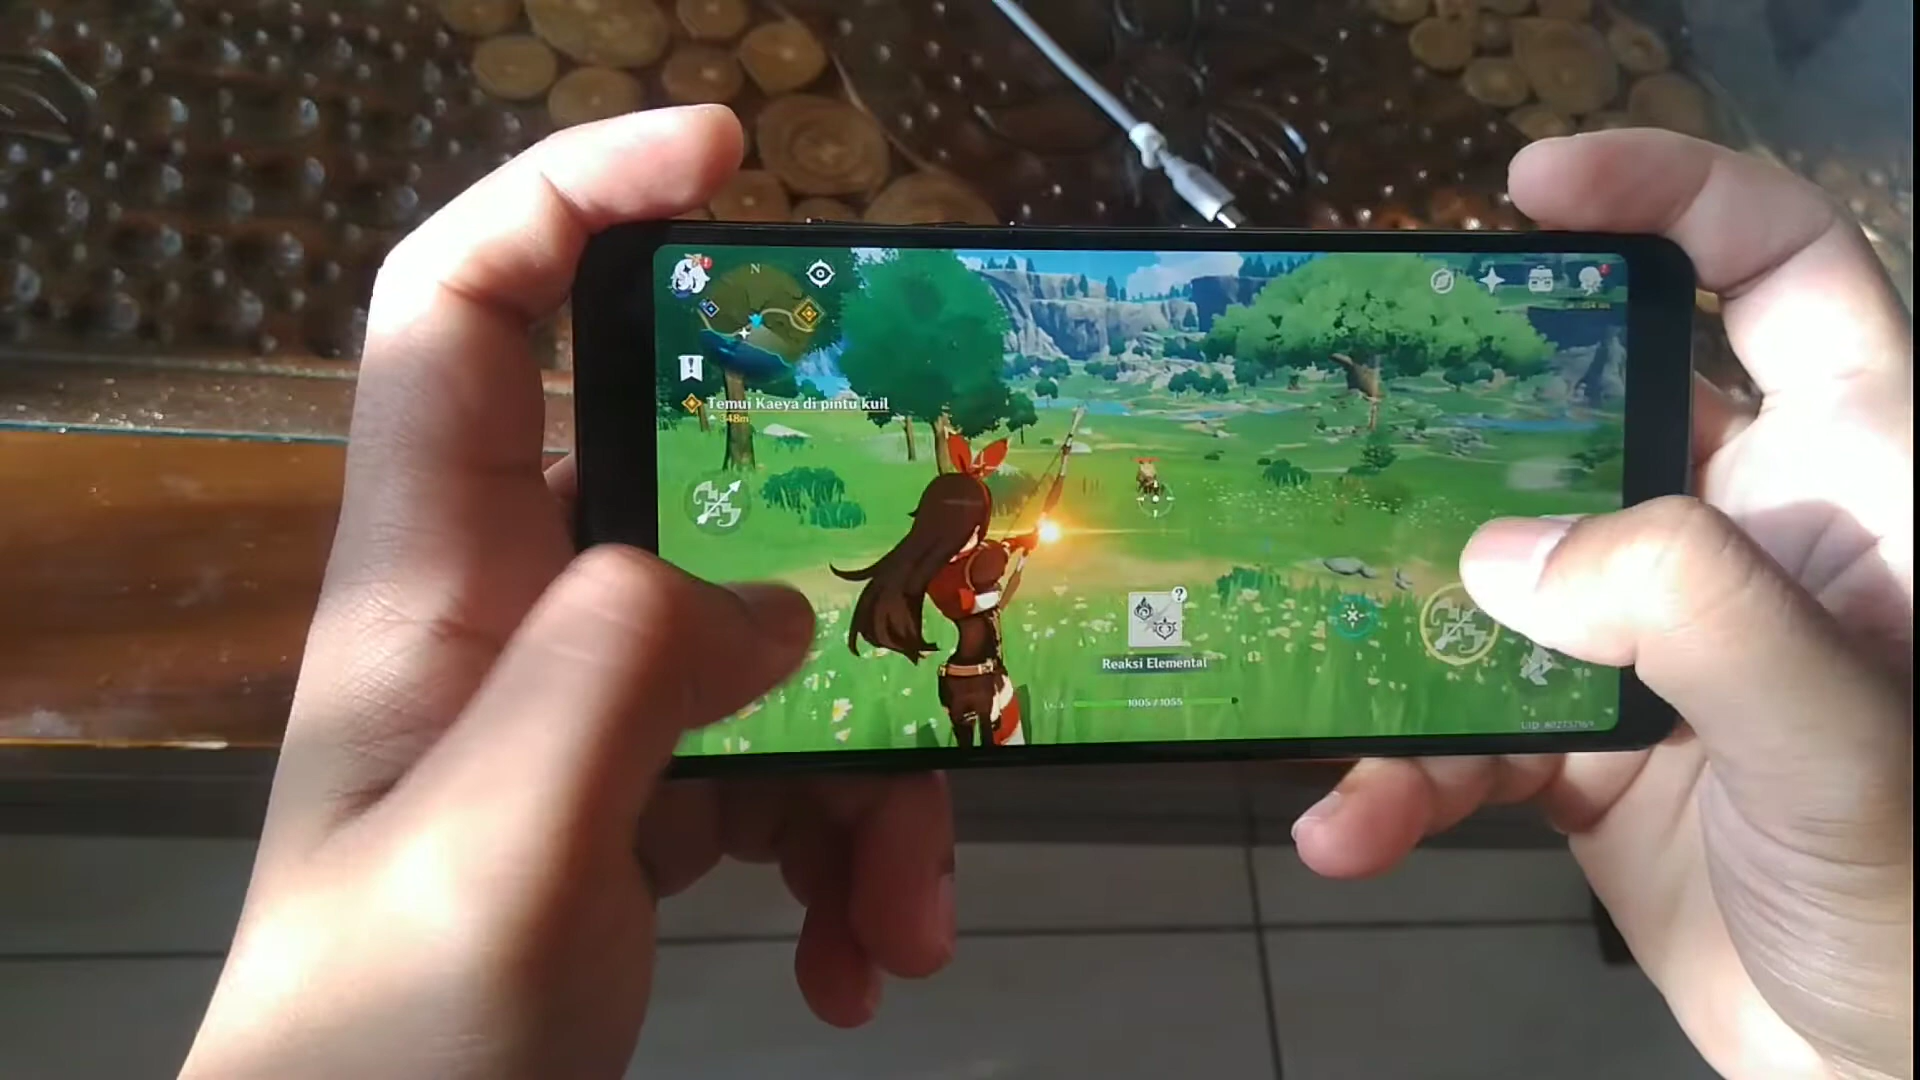 N
Temui Kaeya di pintu kuil
348m
?
Reaksi Elemental
1005 / 1055